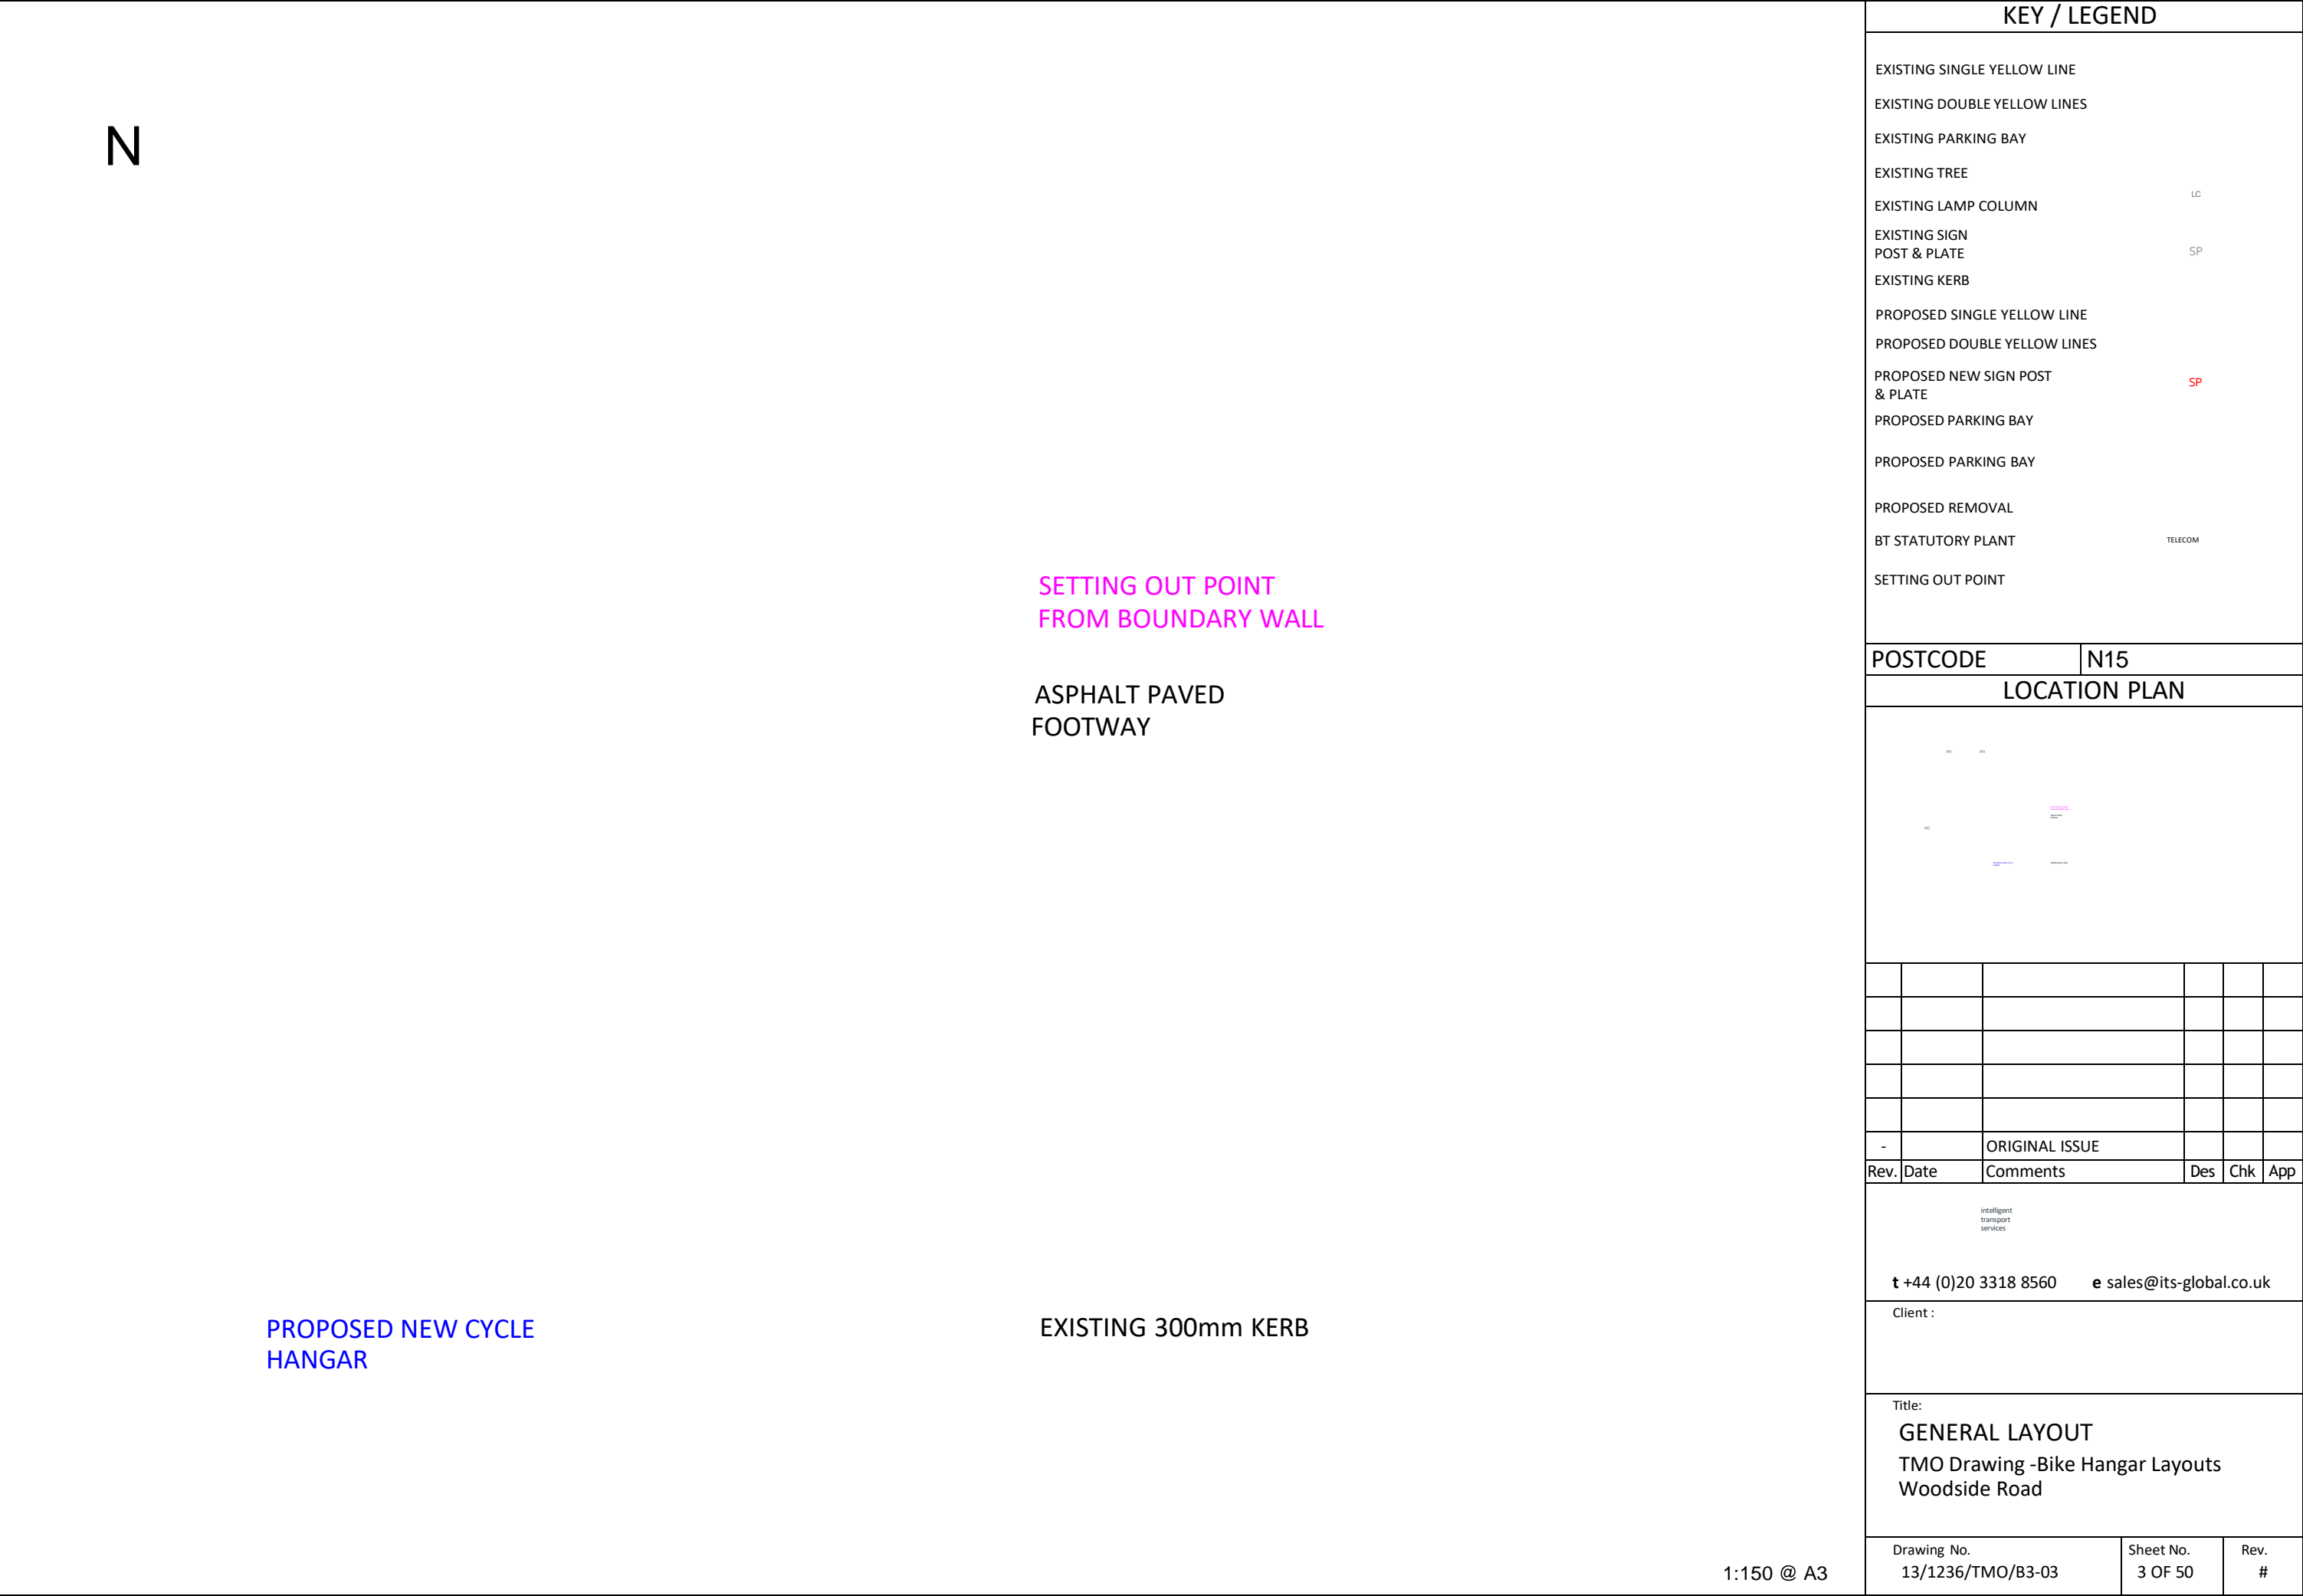 N
SETTING OUT POINT
FROM BOUNDARY WALL
ASPHALT PAVED
FOOTWAY
PROPOSED NEW CYCLE
HANGAR
EXISTING 300mm KERB
1:150 @ A3
KEY / LEGEND
EXISTING SINGLE YELLOW LINE
EXISTING DOUBLE YELLOW LINES
EXISTING PARKING BAY
EXISTING TREE
LC
EXISTING LAMP COLUMN
EXISTING SIGN
POST & PLATE
SP
EXISTING KERB
PROPOSED SINGLE YELLOW LINE
PROPOSED DOUBLE YELLOW LINES
PROPOSED NEW SIGN POST
& PLATE
SP
PROPOSED PARKING BAY
PROPOSED PARKING BAY
PROPOSED REMOVAL
BT STATUTORY PLANT TELECOM
SETTING OUT POINT
POSTCODE N15
LOCATION PLAN
- ORIGINAL ISSUE
Rev. Date Comments Des Chk App
intelligent
transport
services
t +44 (0)20 3318 8560 e sales@its-global.co.uk
Client :
Title:
GENERAL LAYOUT
TMO Drawing -Bike Hangar Layouts
Woodside Road
Drawing No. Sheet No. Rev.
13/1236/TMO/B3-03 3 OF 50 #